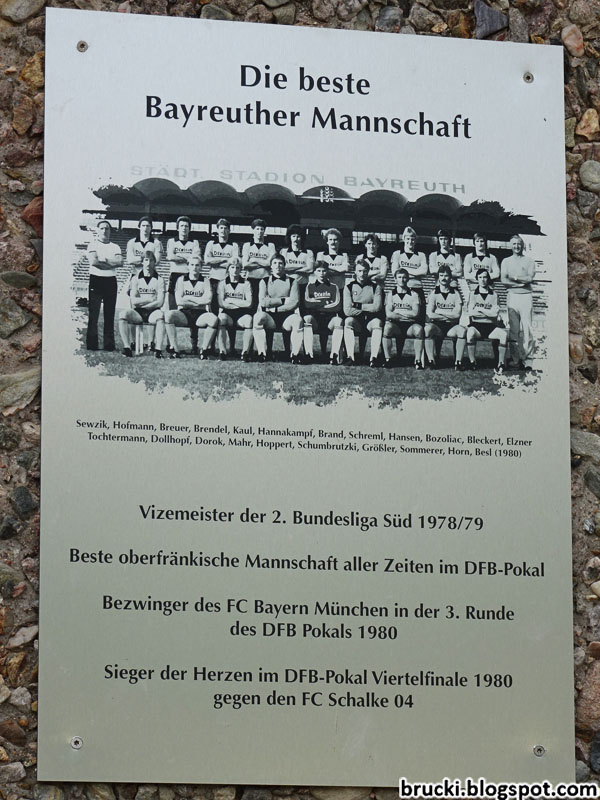 Die beste
Bayreuther Mannschaft
STÄDT. STADION BAYREUTH
Sewzik, Hofmann, Breuer, Brendel, Kaul, Hannakampf, Brand, Schreml, Hansen, Bozoliac, Bleckert, Elzner
Tochtermann, Dollhopf, Dorok, Mahr, Hoppert, Schumbrutzki, Größler, Sommerer, Horn, Besl (1980)
Vizemeister der 2. Bundesliga Süd 1978/79
Beste oberfränkische Mannschaft aller Zeiten im DFB-Pokal
Bezwinger des FC Bayern München in der 3. Runde
des DFB Pokals 1980
Sieger der Herzen im DFB-Pokal Viertelfinale 1980
gegen den FC Schalke 04
brucki.blogspot.com